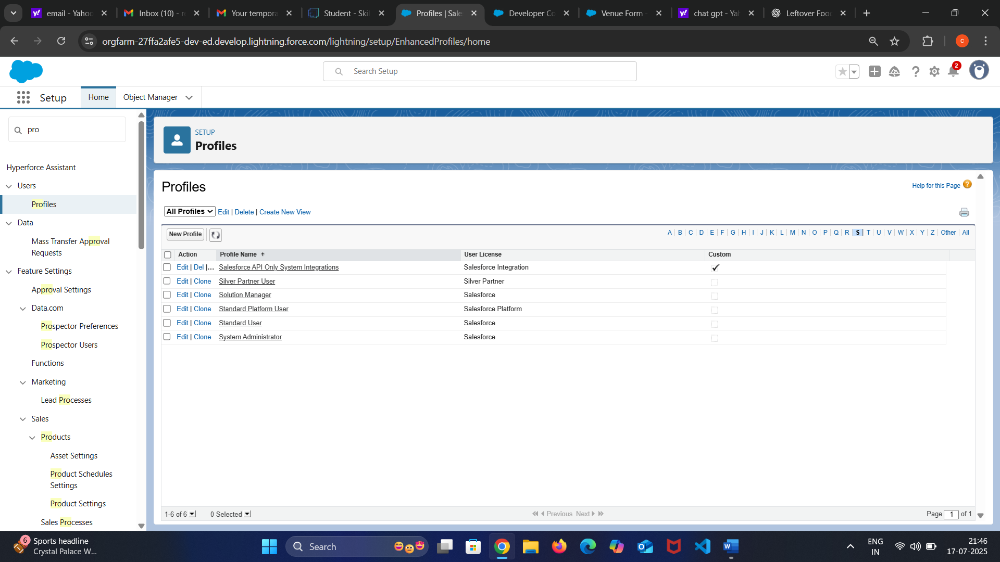 email - Yahoo
Inbox (10) - r
Your tempora
Student - Skil
Profiles | Sale
Developer Co
Venue Form -
chat gpt - Yah
Leftover Foo
orgfarm-27ffa2afe5-dev-ed.develop.lightning.force.com/lightning/setup/EnhancedProfiles/home
C
Search Setup
2
Setup
Home
Object Manager
pro
Hyperforce Assistant
Users
Profiles
Data
Mass Transfer Approval
Requests
Feature Settings
Approval Settings
Data.com
Prospector Preferences
Prospector Users
Functions
Marketing
Lead Processes
Sales
Products
Asset Settings
Product Schedules
Settings
Product Settings
Sales Processes
SETUP
Profiles
Profiles
Help for this Page ?
All Profiles Edit | Delete | Create New View
New Profile
A | B | C | D | E | F | G | H | I | J | K | L | M | N | O | P | Q | R | S | T | U | V | W | X | Y | Z | Other | All
Action Profile Name User License Custom
Edit | Del |... Salesforce API Only System Integrations Salesforce Integration
Edit | Clone Silver Partner User Silver Partner
Edit | Clone Solution Manager Salesforce
Edit | Clone Standard Platform User Salesforce Platform
Edit | Clone Standard User Salesforce
Edit | Clone System Administrator Salesforce
1-6 of 6 0 Selected Previous Next Page 1 of 1
6
Sports headline
Crystal Palace W...
Search
ENG
IN
21:46
17-07-2025